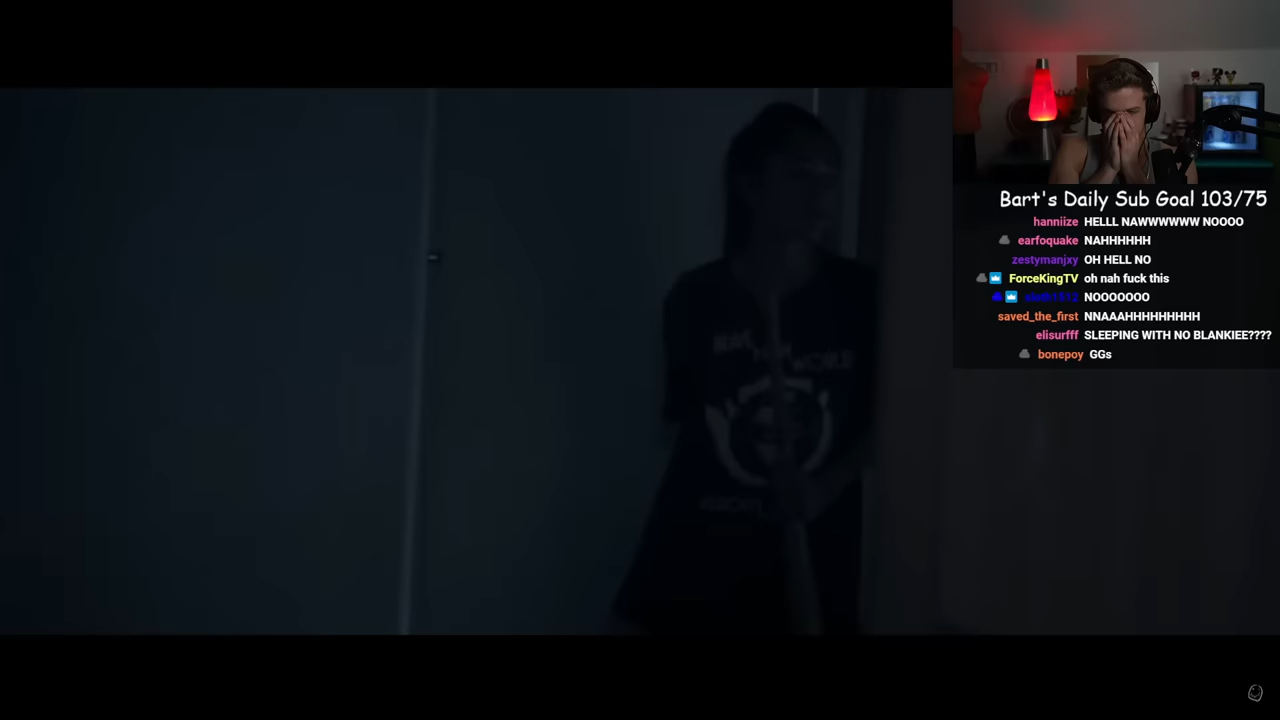 Bart's Daily Sub Goal 103/75
hanniize HELLL NAWWWWWW NOOOO
earfoquake NAHHHHHH
zestymanjxy OH HELL NO
ForceKingTV oh nah fuck this
NOOOOOOO
saved_the_first NNAAAHHHHHHHHH
elisurfff SLEEPING WITH NO BLANKIEE????
bonepoy GGs
WORLD